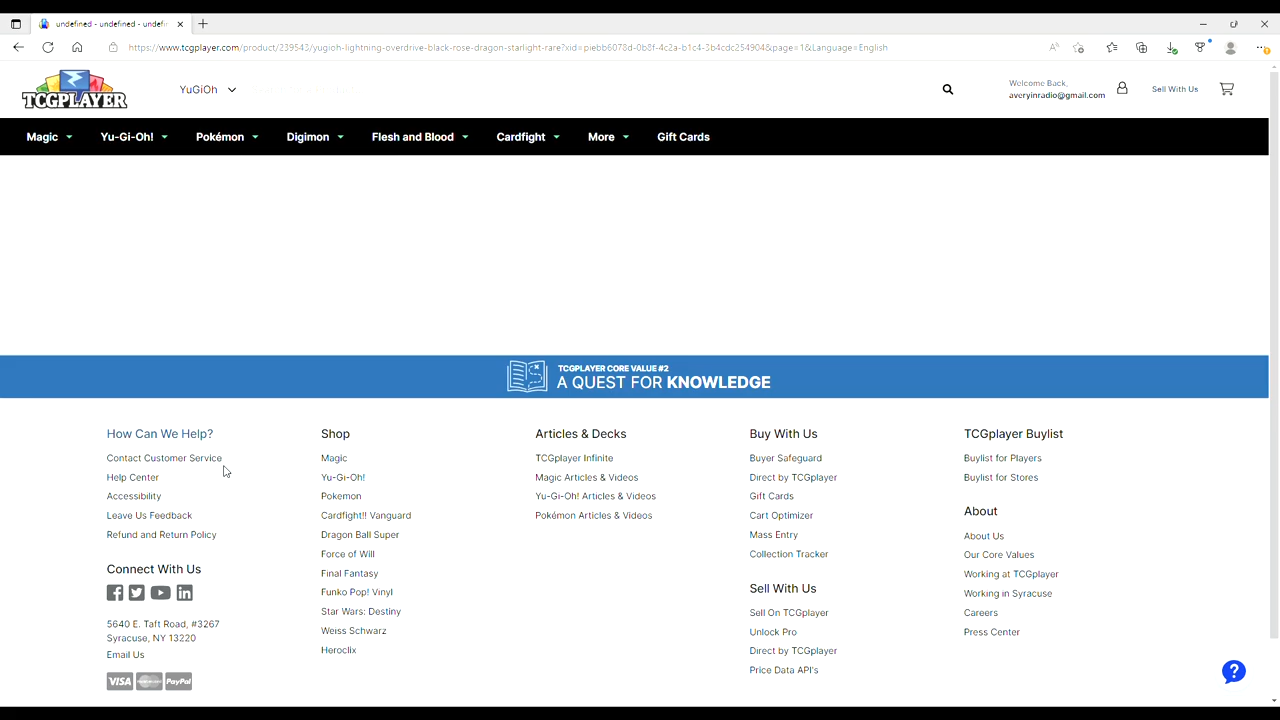 undefined - undefined - undefi
https://www.tcgplayer.com/product/239543/yugioh-lightning-overdrive-black-rose-dragon-starlight-rare?xid=piebb6078d-0b8f-4c2a-b1c4-3b4cdc254904&page=1&Language=English
TCGPLAYER
YuGiOh
Welcome Back,
averyinradio@gmail.com
Sell With Us
Magic Yu-Gi-Oh! Pokémon Digimon Flesh and Blood Cardfight More Gift Cards
TCGPLAYER CORE VALUE #2
A QUEST FOR KNOWLEDGE
How Can We Help?
Contact Customer Service
Help Center
Accessibility
Leave Us Feedback
Refund and Return Policy
Connect With Us
5640 E. Taft Road, #3267
Syracuse, NY 13220
Email Us
VISA PayPal
Shop
Magic
Yu-Gi-Oh!
Pokemon
Cardfight!! Vanguard
Dragon Ball Super
Force of Will
Final Fantasy
Funko Pop! Vinyl
Star Wars: Destiny
Weiss Schwarz
Heroclix
Articles & Decks
TCGplayer Infinite
Magic Articles & Videos
Yu-Gi-Oh! Articles & Videos
Pokémon Articles & Videos
Buy With Us
Buyer Safeguard
Direct by TCGplayer
Gift Cards
Cart Optimizer
Mass Entry
Collection Tracker
Sell With Us
Sell On TCGplayer
Unlock Pro
Direct by TCGplayer
Price Data API's
TCGplayer Buylist
Buylist for Players
Buylist for Stores
About
About Us
Our Core Values
Working at TCGplayer
Working in Syracuse
Careers
Press Center